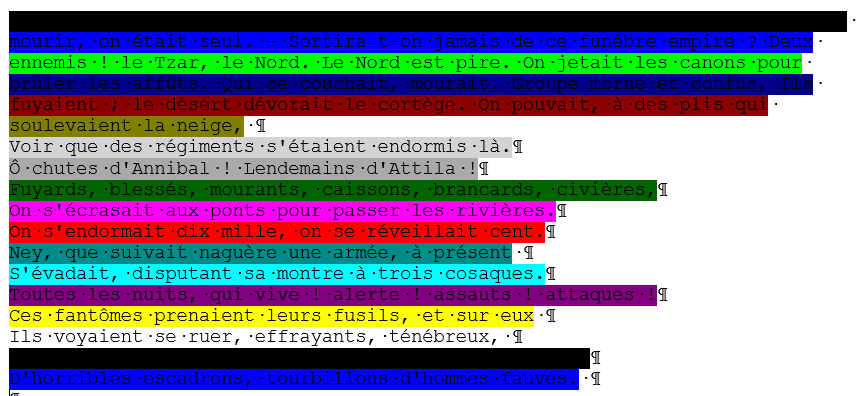 mourir, on était seul. – Sortira-t-on jamais de ce funèbre empire ? Deux
ennemis ! le Tzar, le Nord. Le Nord est pire. On jetait les canons pour
brûler les affûts. Qui se couchait, mourait. Groupe morne et confus, Ils
fuyaient ; le désert dévorait le cortège. On pouvait, à des plis qui
soulevaient la neige,
Voir que des régiments s'étaient endormis là.
Ô chutes d'Annibal ! Lendemains d'Attila !
Fuyards, blessés, mourants, caissons, brancards, civières,
On s'écrasait aux ponts pour passer les rivières.
On s'endormait dix mille, on se réveillait cent.
Ney, que suivait naguère une armée, à présent
S'évadait, disputant sa montre à trois cosaques.
Toutes les nuits, qui vive ! alerte ! assauts ! attaques !
Ces fantômes prenaient leurs fusils, et sur eux
Ils voyaient se ruer, effrayants, ténébreux,
D'horribles escadrons, tourbillons d'hommes fauves.